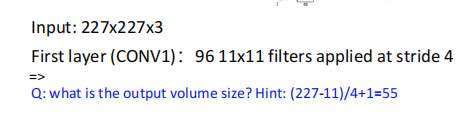 Input: 227x227x3
First layer (CONV1): 96 11x11 filters applied at stride 4
=>
Q: what is the output volume size? Hint: (227-11)/4+1=55